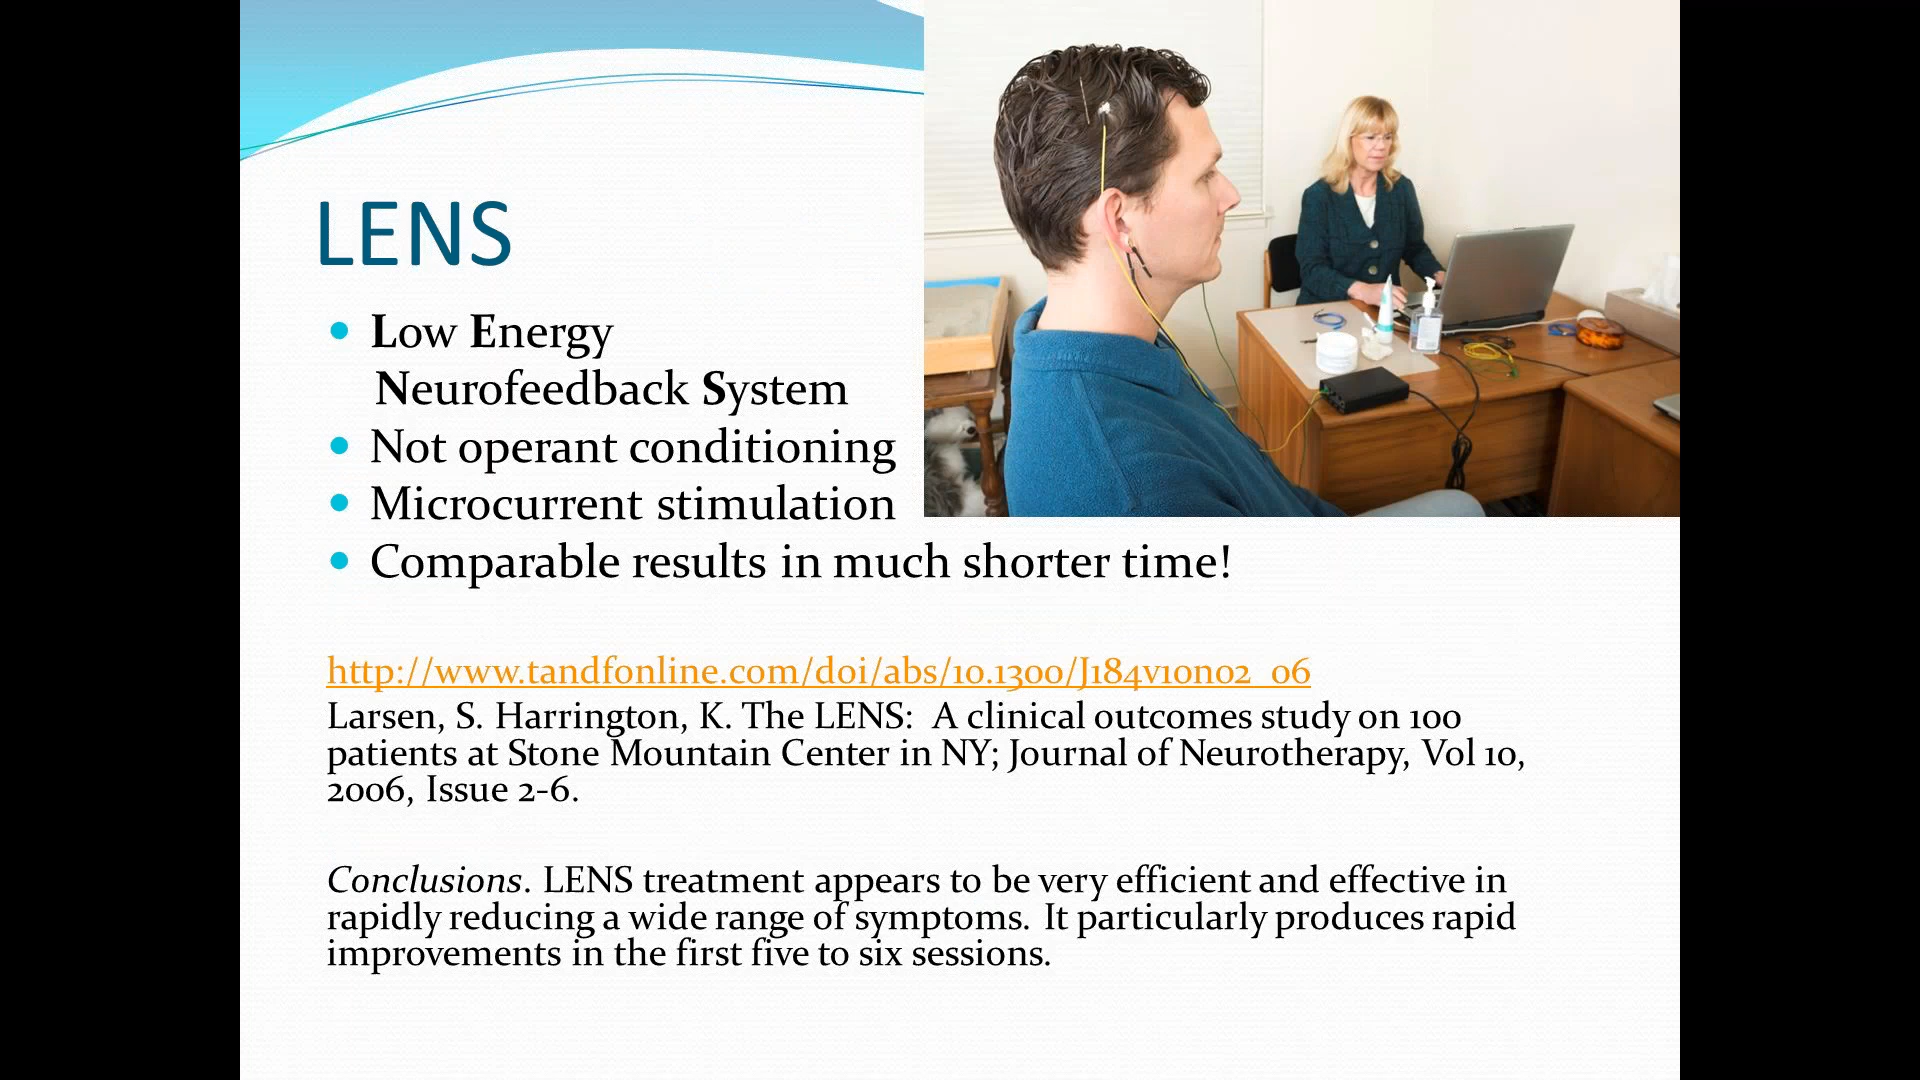 LENS
• Low Energy
Neurofeedback System
• Not operant conditioning
• Microcurrent stimulation
• Comparable results in much shorter time!
http://www.tandfonline.com/doi/abs/10.1300/J184v10n02_06
Larsen, S. Harrington, K. The LENS:  A clinical outcomes study on 100
patients at Stone Mountain Center in NY; Journal of Neurotherapy, Vol 10,
2006, Issue 2-6.
Conclusions. LENS treatment appears to be very efficient and effective in
rapidly reducing a wide range of symptoms.  It particularly produces rapid
improvements in the first five to six sessions.